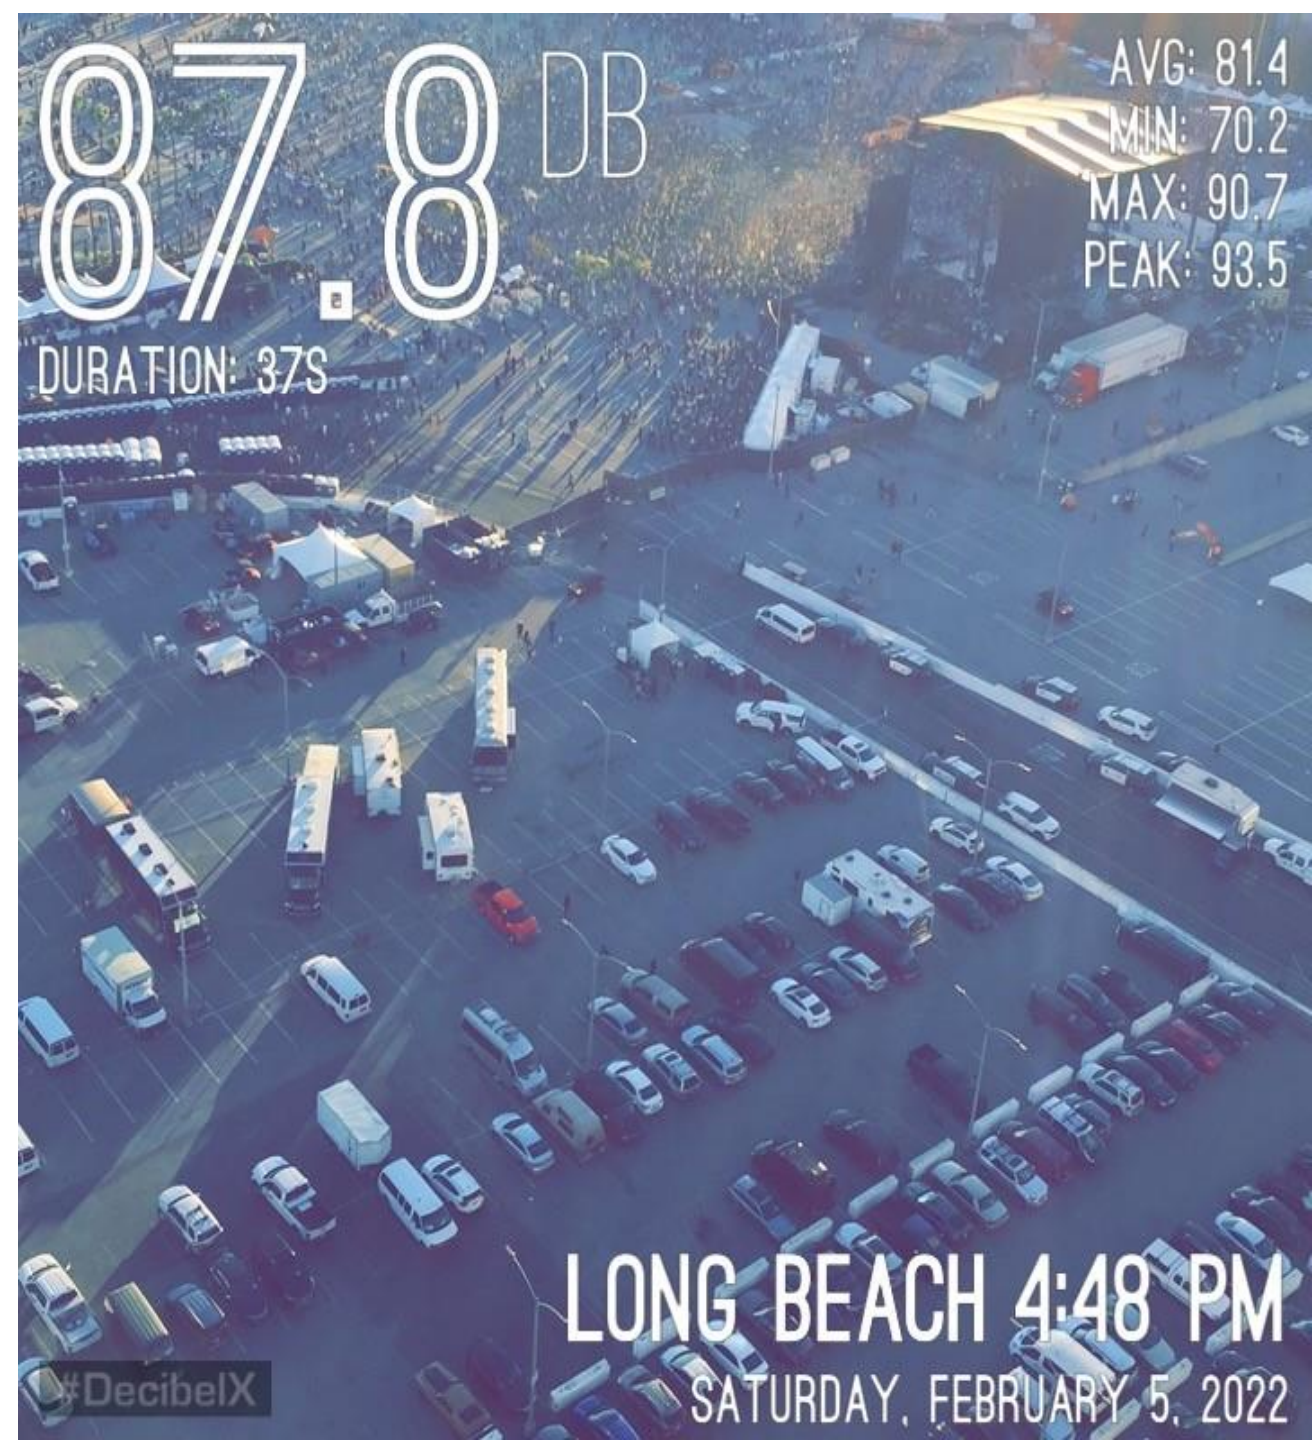 87.8 DB
DURATION: 37S
AVG: 81.4
MIN: 70.2
MAX: 90.7
PEAK: 93.5
LONG BEACH 4:48 PM
SATURDAY, FEBRUARY 5, 2022
#DecibelX